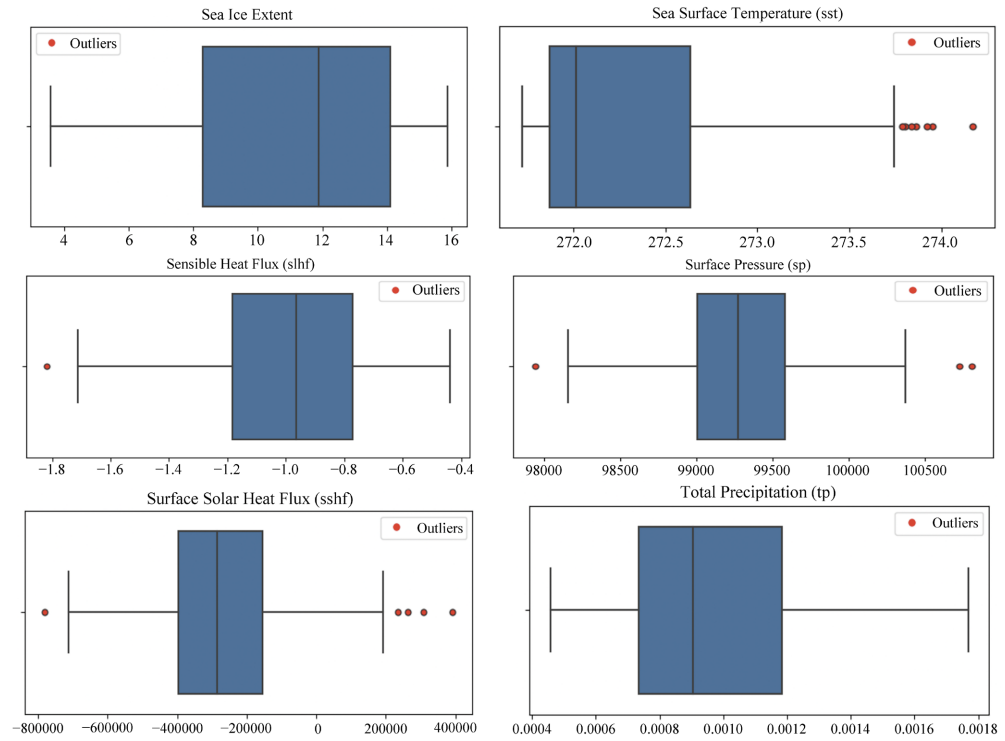 Sea Ice Extent
Outliers
4 6 8 10 12 14 16
Sea Surface Temperature (sst)
Outliers
272.0 272.5 273.0 273.5 274.0
Sensible Heat Flux (slhf)
Outliers
−1.8 −1.6 −1.4 −1.2 −1.0 −0.8 −0.6 −0.4
Surface Pressure (sp)
Outliers
98000 98500 99000 99500 100000 100500
Surface Solar Heat Flux (sshf)
Outliers
−800000 −600000 −400000 −200000 0 200000 400000
Total Precipitation (tp)
Outliers
0.0004 0.0006 0.0008 0.0010 0.0012 0.0014 0.0016 0.0018